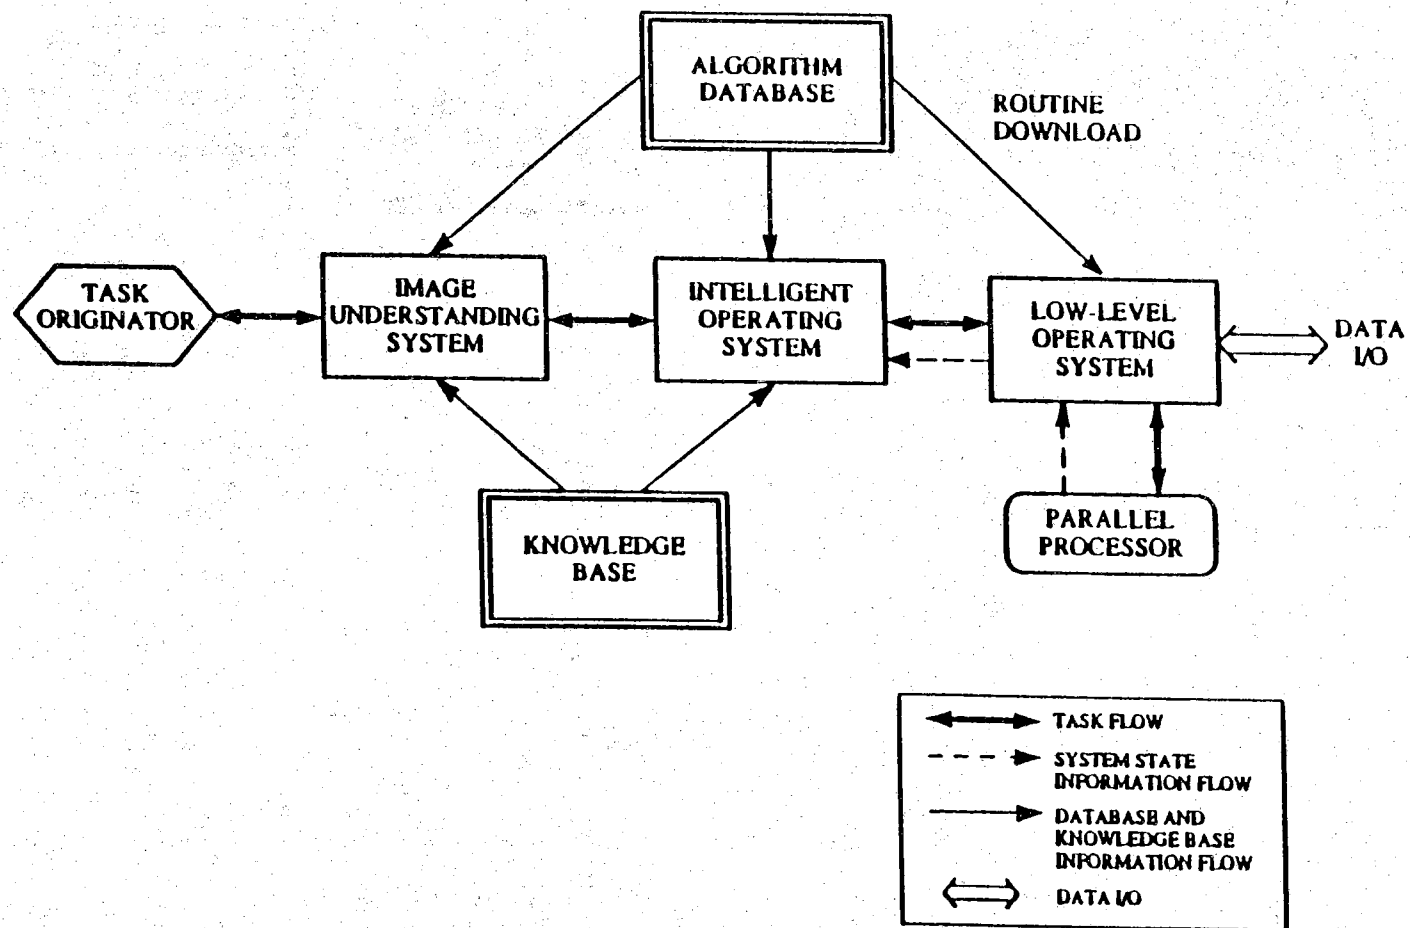 ALGORITHM
DATABASE
ROUTINE
DOWNLOAD
TASK
ORIGINATOR
IMAGE
UNDERSTANDING
SYSTEM
INTELLIGENT
OPERATING
SYSTEM
LOW-LEVEL
OPERATING
SYSTEM
DATA
I/O
KNOWLEDGE
BASE
PARALLEL
PROCESSOR
TASK FLOW
SYSTEM STATE
INFORMATION FLOW
DATABASE AND
KNOWLEDGE BASE
INFORMATION FLOW
DATA I/O